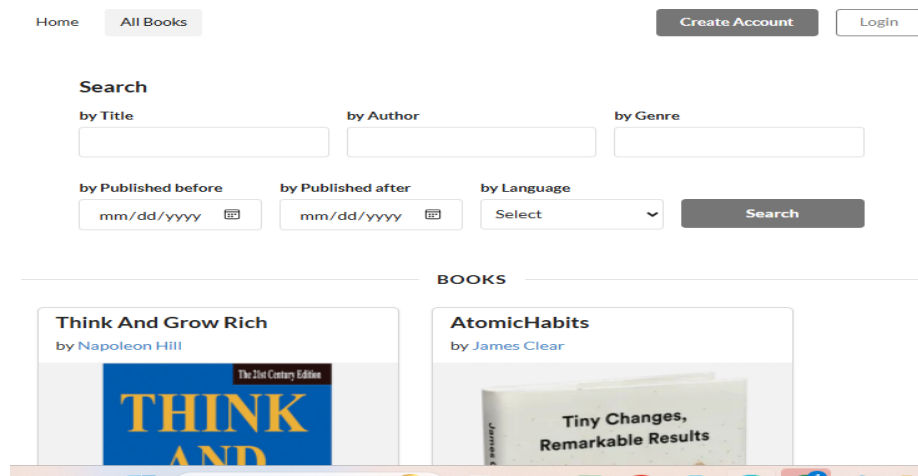 Home All Books Create Account Login
Search
by Title by Author by Genre
by Published before by Published after by Language
mm/dd/yyyy mm/dd/yyyy Select Search
BOOKS
Think And Grow Rich AtomicHabits
by Napoleon Hill by James Clear
The 21st Century Edition
THINK
AND
Tiny Changes,
Remarkable Results